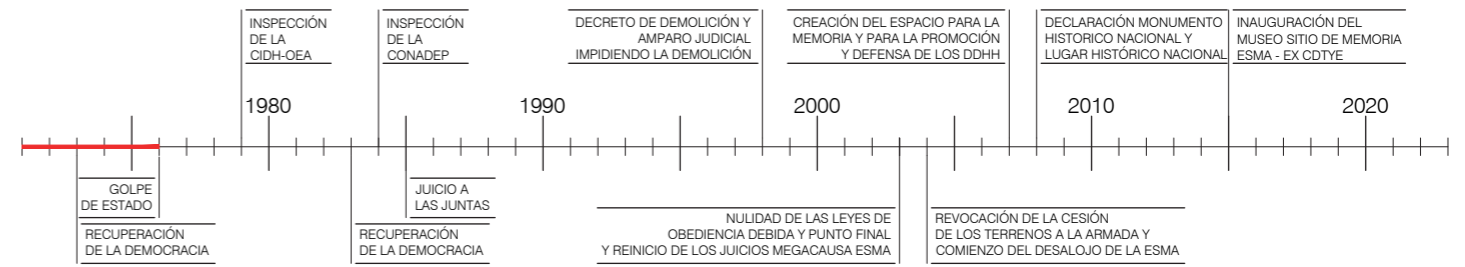 INSPECCIÓN
DE LA
CIDH-OEA
INSPECCIÓN
DE LA
CONADEP
DECRETO DE DEMOLICIÓN Y
AMPARO JUDICIAL
IMPIDIENDO LA DEMOLICIÓN
CREACIÓN DEL ESPACIO PARA LA
MEMORIA Y PARA LA PROMOCIÓN
Y DEFENSA DE LOS DDHH
DECLARACIÓN MONUMENTO
HISTORICO NACIONAL Y
LUGAR HISTÓRICO NACIONAL
INAUGURACIÓN DEL
MUSEO SITIO DE MEMORIA
ESMA - EX CDTYE
1980
1990
2000
2010
2020
GOLPE
DE ESTADO
RECUPERACIÓN
DE LA DEMOCRACIA
RECUPERACIÓN
DE LA DEMOCRACIA
JUICIO A
LAS JUNTAS
NULIDAD DE LAS LEYES DE
OBEDIENCIA DEBIDA Y PUNTO FINAL
Y REINICIO DE LOS JUICIOS MEGACAUSA ESMA
REVOCACIÓN DE LA CESIÓN
DE LOS TERRENOS A LA ARMADA Y
COMIENZO DEL DESALOJO DE LA ESMA